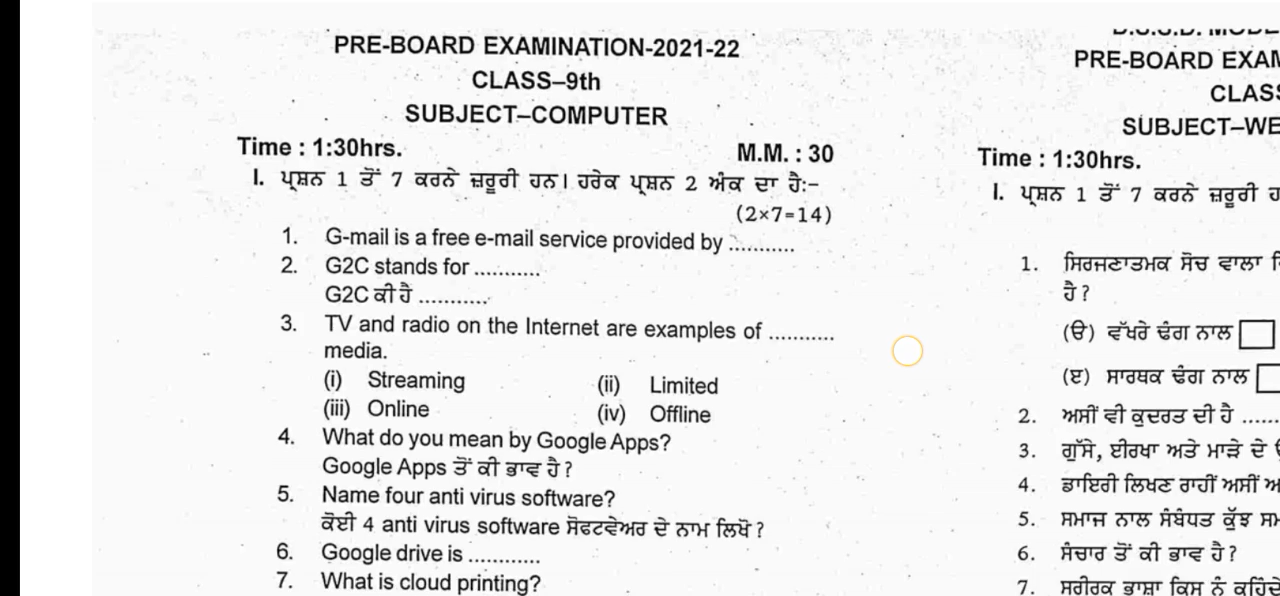 PRE-BOARD EXAMINATION-2021-22
CLASS–9th
SUBJECT–COMPUTER
Time : 1:30hrs.
M.M. : 30
I. ਪ੍ਰਸ਼ਨ 1 ਤੋਂ 7 ਕਰਨੇ ਜ਼ਰੂਰੀ ਹਨ। ਹਰੇਕ ਪ੍ਰਸ਼ਨ 2 ਅੰਕ ਦਾ ਹੈ:–
(2×7=14)
1. G-mail is a free e-mail service provided by ...........
2. G2C stands for ...........
G2C ਕੀ ਹੈ ...........
3. TV and radio on the Internet are examples of ...........
media.
(i) Streaming (ii) Limited
(iii) Online (iv) Offline
4. What do you mean by Google Apps?
Google Apps ਤੋਂ ਕੀ ਭਾਵ ਹੈ?
5. Name four anti virus software?
ਕੋਈ 4 anti virus software ਸੋਫਟਵੇਅਰ ਦੇ ਨਾਮ ਲਿਖੋ?
6. Google drive is ............
7. What is cloud printing?
PRE-BOARD
SUBJECT–WE
Time : 1:30hrs.
I. ਪ੍ਰਸ਼ਨ 1 ਤੋਂ 7 ਕਰਨੇ ਜ਼ਰੂਰੀ
1. ਸਿਰਜਣਾਤਮਕ ਸੋਚ ਵਾਲਾ
ਹੈ?
(ੳ) ਵੱਖਰੇ ਢੰਗ ਨਾਲ
(ੲ) ਸਾਰਥਕ ਢੰਗ ਨਾਲ
2. ਅਸੀਂ ਵੀ ਕੁਦਰਤ ਦੀ ਹੈ ......
3. ਗੁੱਸੇ, ਈਰਖਾ ਅਤੇ ਮਾੜੇ ਦੇ
4. ਡਾਇਰੀ ਲਿਖਣ ਰਾਹੀਂ ਅਸੀਂ
5. ਸਮਾਜ ਨਾਲ ਸੰਬੰਧਤ ਕੁੱਝ
6. ਸੰਚਾਰ ਤੋਂ ਕੀ ਭਾਵ ਹੈ?
7. ਸਰੀਰਕ ਭਾਸ਼ਾ ਕਿਸ ਨੂੰ